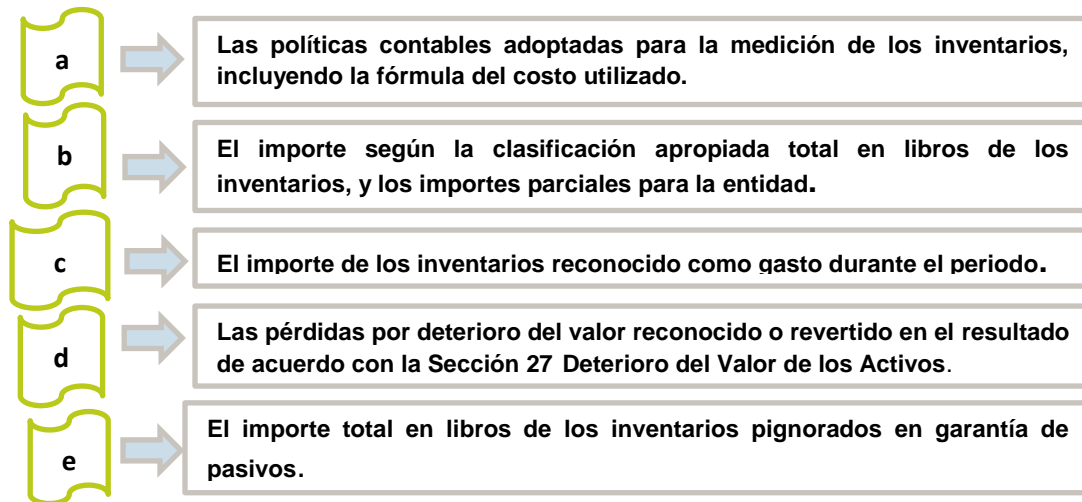 a
Las políticas contables adoptadas para la medición de los inventarios,
incluyendo la fórmula del costo utilizado.
b
El importe según la clasificación apropiada total en libros de los
inventarios, y los importes parciales para la entidad.
c
El importe de los inventarios reconocido como gasto durante el periodo.
d
Las pérdidas por deterioro del valor reconocido o revertido en el resultado
de acuerdo con la Sección 27 Deterioro del Valor de los Activos.
e
El importe total en libros de los inventarios pignorados en garantía de
pasivos.